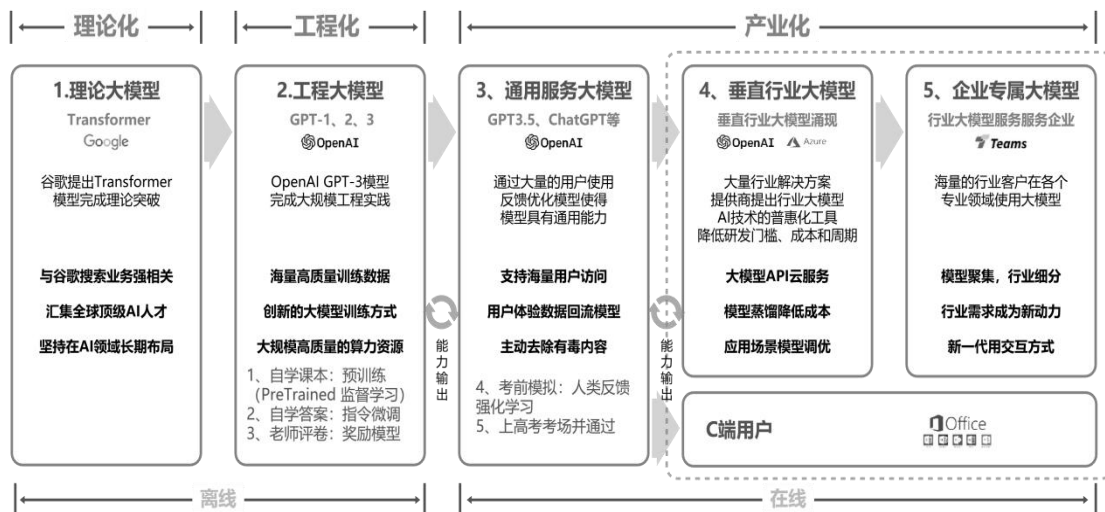 理论化
工程化
产业化
1.理论大模型
Transformer
Google
谷歌提出Transformer
模型完成理论突破
与谷歌搜索业务强相关
汇集全球顶级AI人才
坚持在AI领域长期布局
2.工程大模型
GPT-1、2、3
OpenAI
OpenAI GPT-3模型
完成大规模工程实践
海量高质量训练数据
创新的大模型训练方式
大规模高质量的算力资源
1、自学课本：预训练
（PreTrained 监督学习）
2、自学答案：指令微调
3、老师评卷：奖励模型
能力输出
3、通用服务大模型
GPT3.5、ChatGPT等
OpenAI
通过大量的用户使用
反馈优化模型使得
模型具有通用能力
支持海量用户访问
用户体验数据回流模型
主动去除有毒内容
4、考前模拟：人类反馈
强化学习
5、上高考考场并通过
能力输出
4、垂直行业大模型
垂直行业大模型涌现
OpenAI Azure
大量行业解决方案
提供商提出行业大模型
AI技术的普惠化工具
降低研发门槛、成本和周期
大模型API云服务
模型蒸馏降低成本
应用场景模型调优
5、企业专属大模型
行业大模型服务服务企业
Teams
海量的行业客户在各个
专业领域使用大模型
模型聚集，行业细分
行业需求成为新动力
新一代用交互方式
C端用户
Office
离线
在线